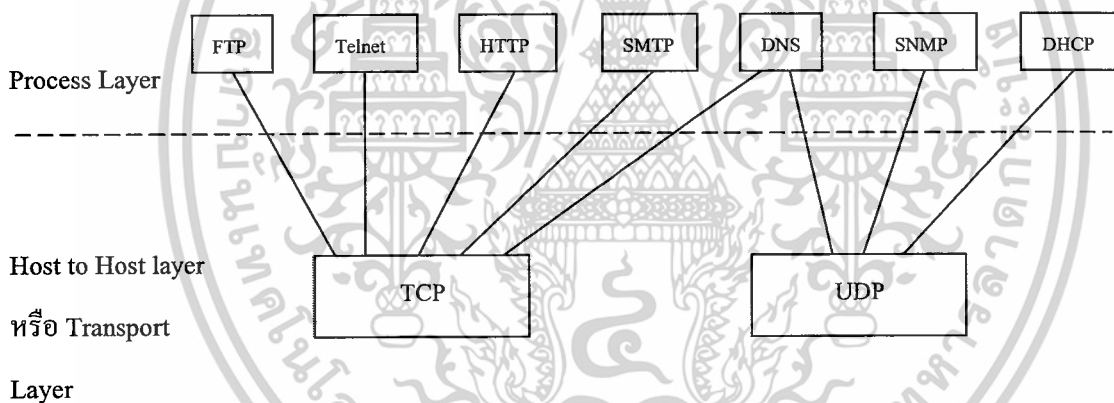 FTP Telnet HTTP SMTP DNS SNMP DHCP
Process Layer
Host to Host layer
TCP UDP
หรือ Transport
Layer